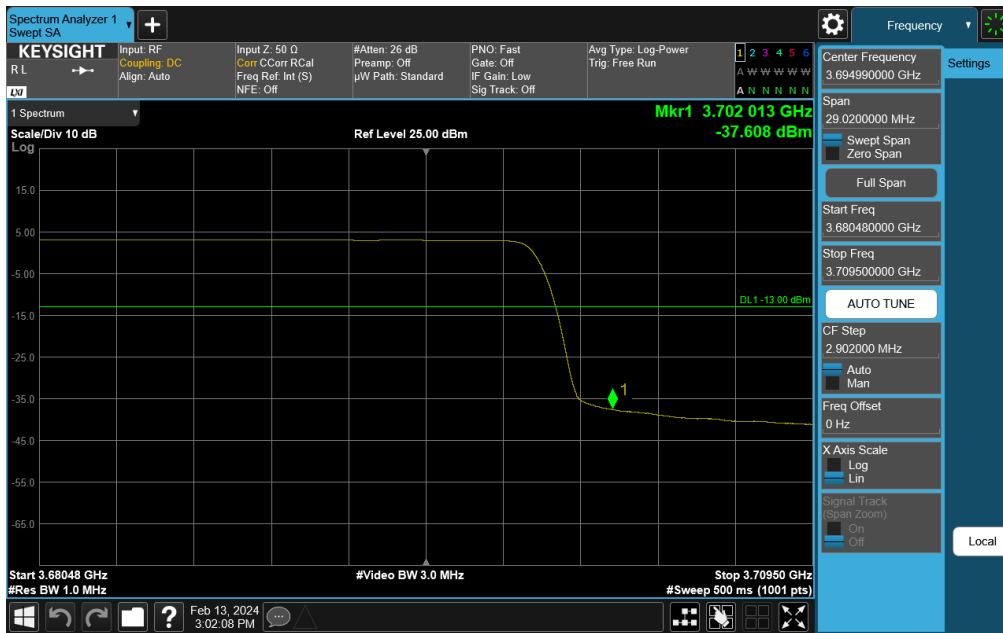 Spectrum Analyzer 1
Swept SA
Frequency
KEYSIGHT
R L
LXI
Input: RF
Coupling: DC
Align: Auto
Input Z: 50 Ω
Corr CCorr RCal
Freq Ref: Int (S)
NFE: Off
#Atten: 26 dB
Preamp: Off
µW Path: Standard
PNO: Fast
Gate: Off
IF Gain: Low
Sig Track: Off
Avg Type: Log-Power
Trig: Free Run
1 2 3 4 5 6
A W W W W W
A N N N N N
1 Spectrum
Scale/Div 10 dB
Log
Ref Level 25.00 dBm
Mkr1 3.702 013 GHz
-37.608 dBm
15.0
5.00
-5.00
-15.0
-25.0
-35.0
-45.0
-55.0
-65.0
DL1 -13.00 dBm
1
Start 3.68048 GHz
#Res BW 1.0 MHz
#Video BW 3.0 MHz
Stop 3.70950 GHz
#Sweep 500 ms (1001 pts)
?
Feb 13, 2024
3:02:08 PM
Center Frequency
3.694990000 GHz
Span
29.0200000 MHz
Swept Span
Zero Span
Full Span
Start Freq
3.680480000 GHz
Stop Freq
3.709500000 GHz
AUTO TUNE
CF Step
2.902000 MHz
Auto
Man
Freq Offset
0 Hz
X Axis Scale
Log
Lin
Signal Track
(Span Zoom)
On
Off
Settings
Local